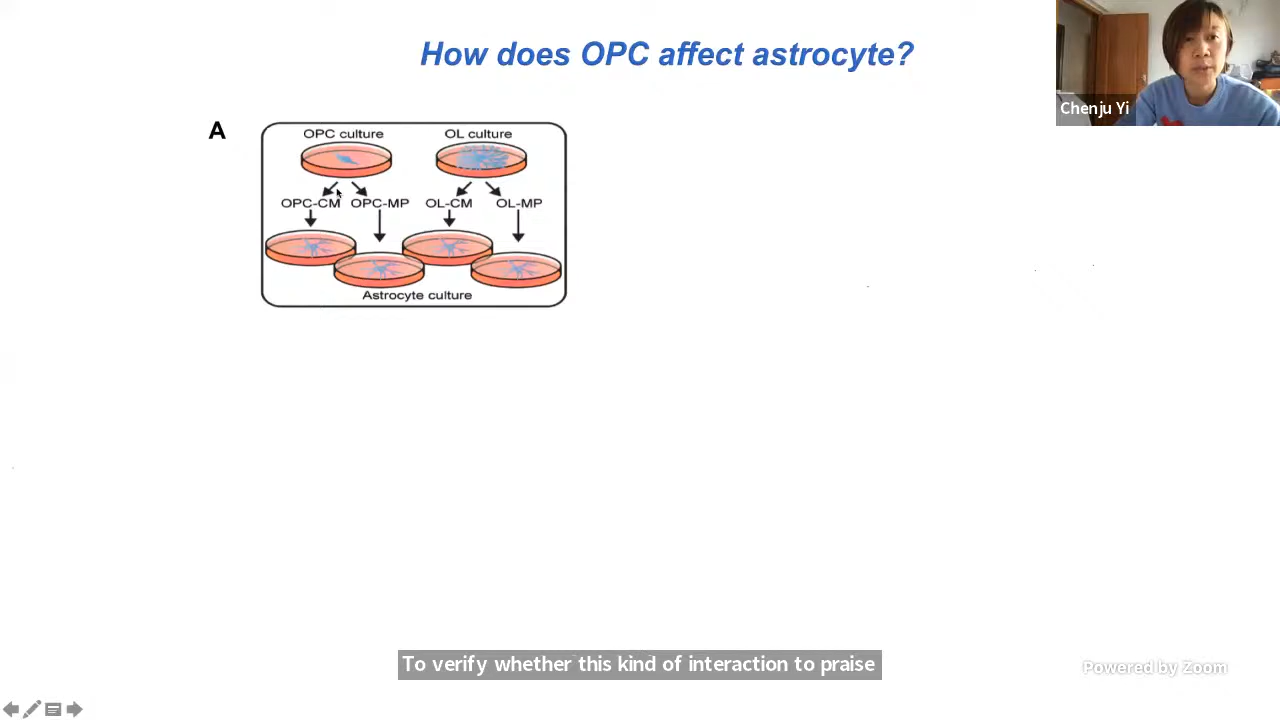 How does OPC affect astrocyte?
Chenju Yi
A
OPC culture OL culture
OPC-CM OPC-MP OL-CM OL-MP
Astrocyte culture
To verify whether this kind of interaction to praise
Powered by Zoom